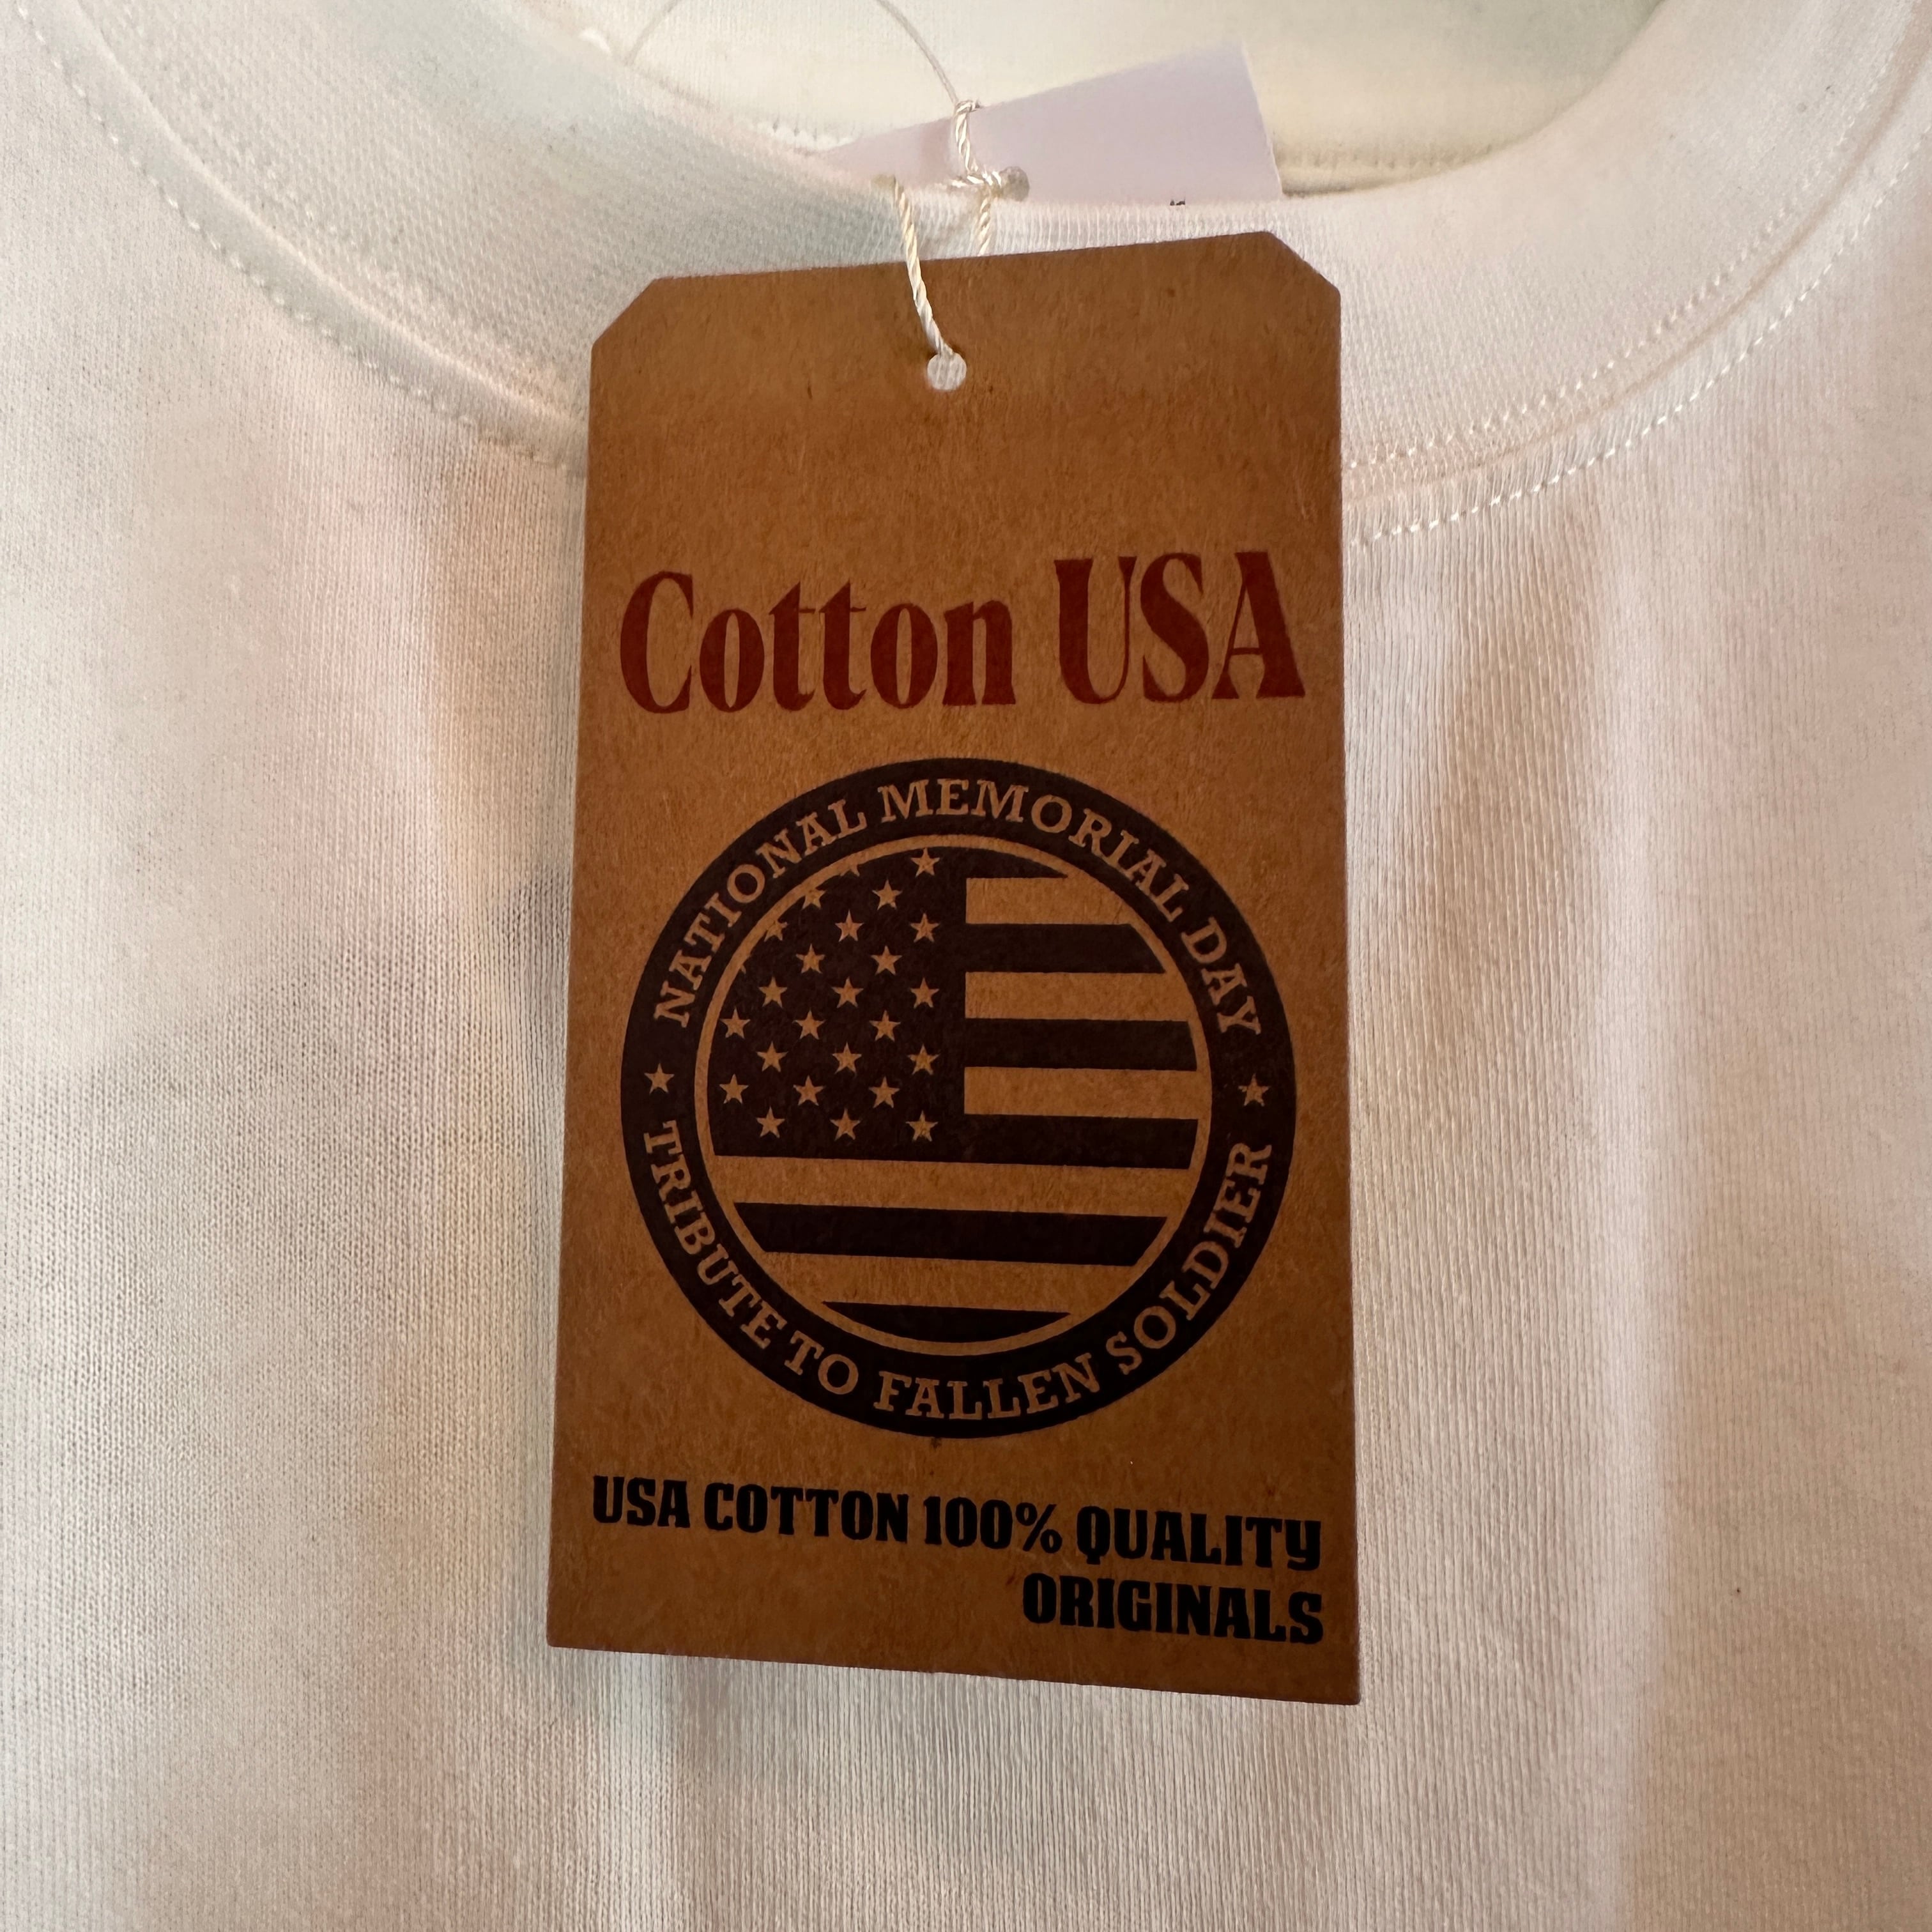 Cotton USA
NATIONAL MEMORIAL DAY
TRIBUTE TO FALLEN SOLDIER
USA COTTON 100% QUALITY
ORIGINALS